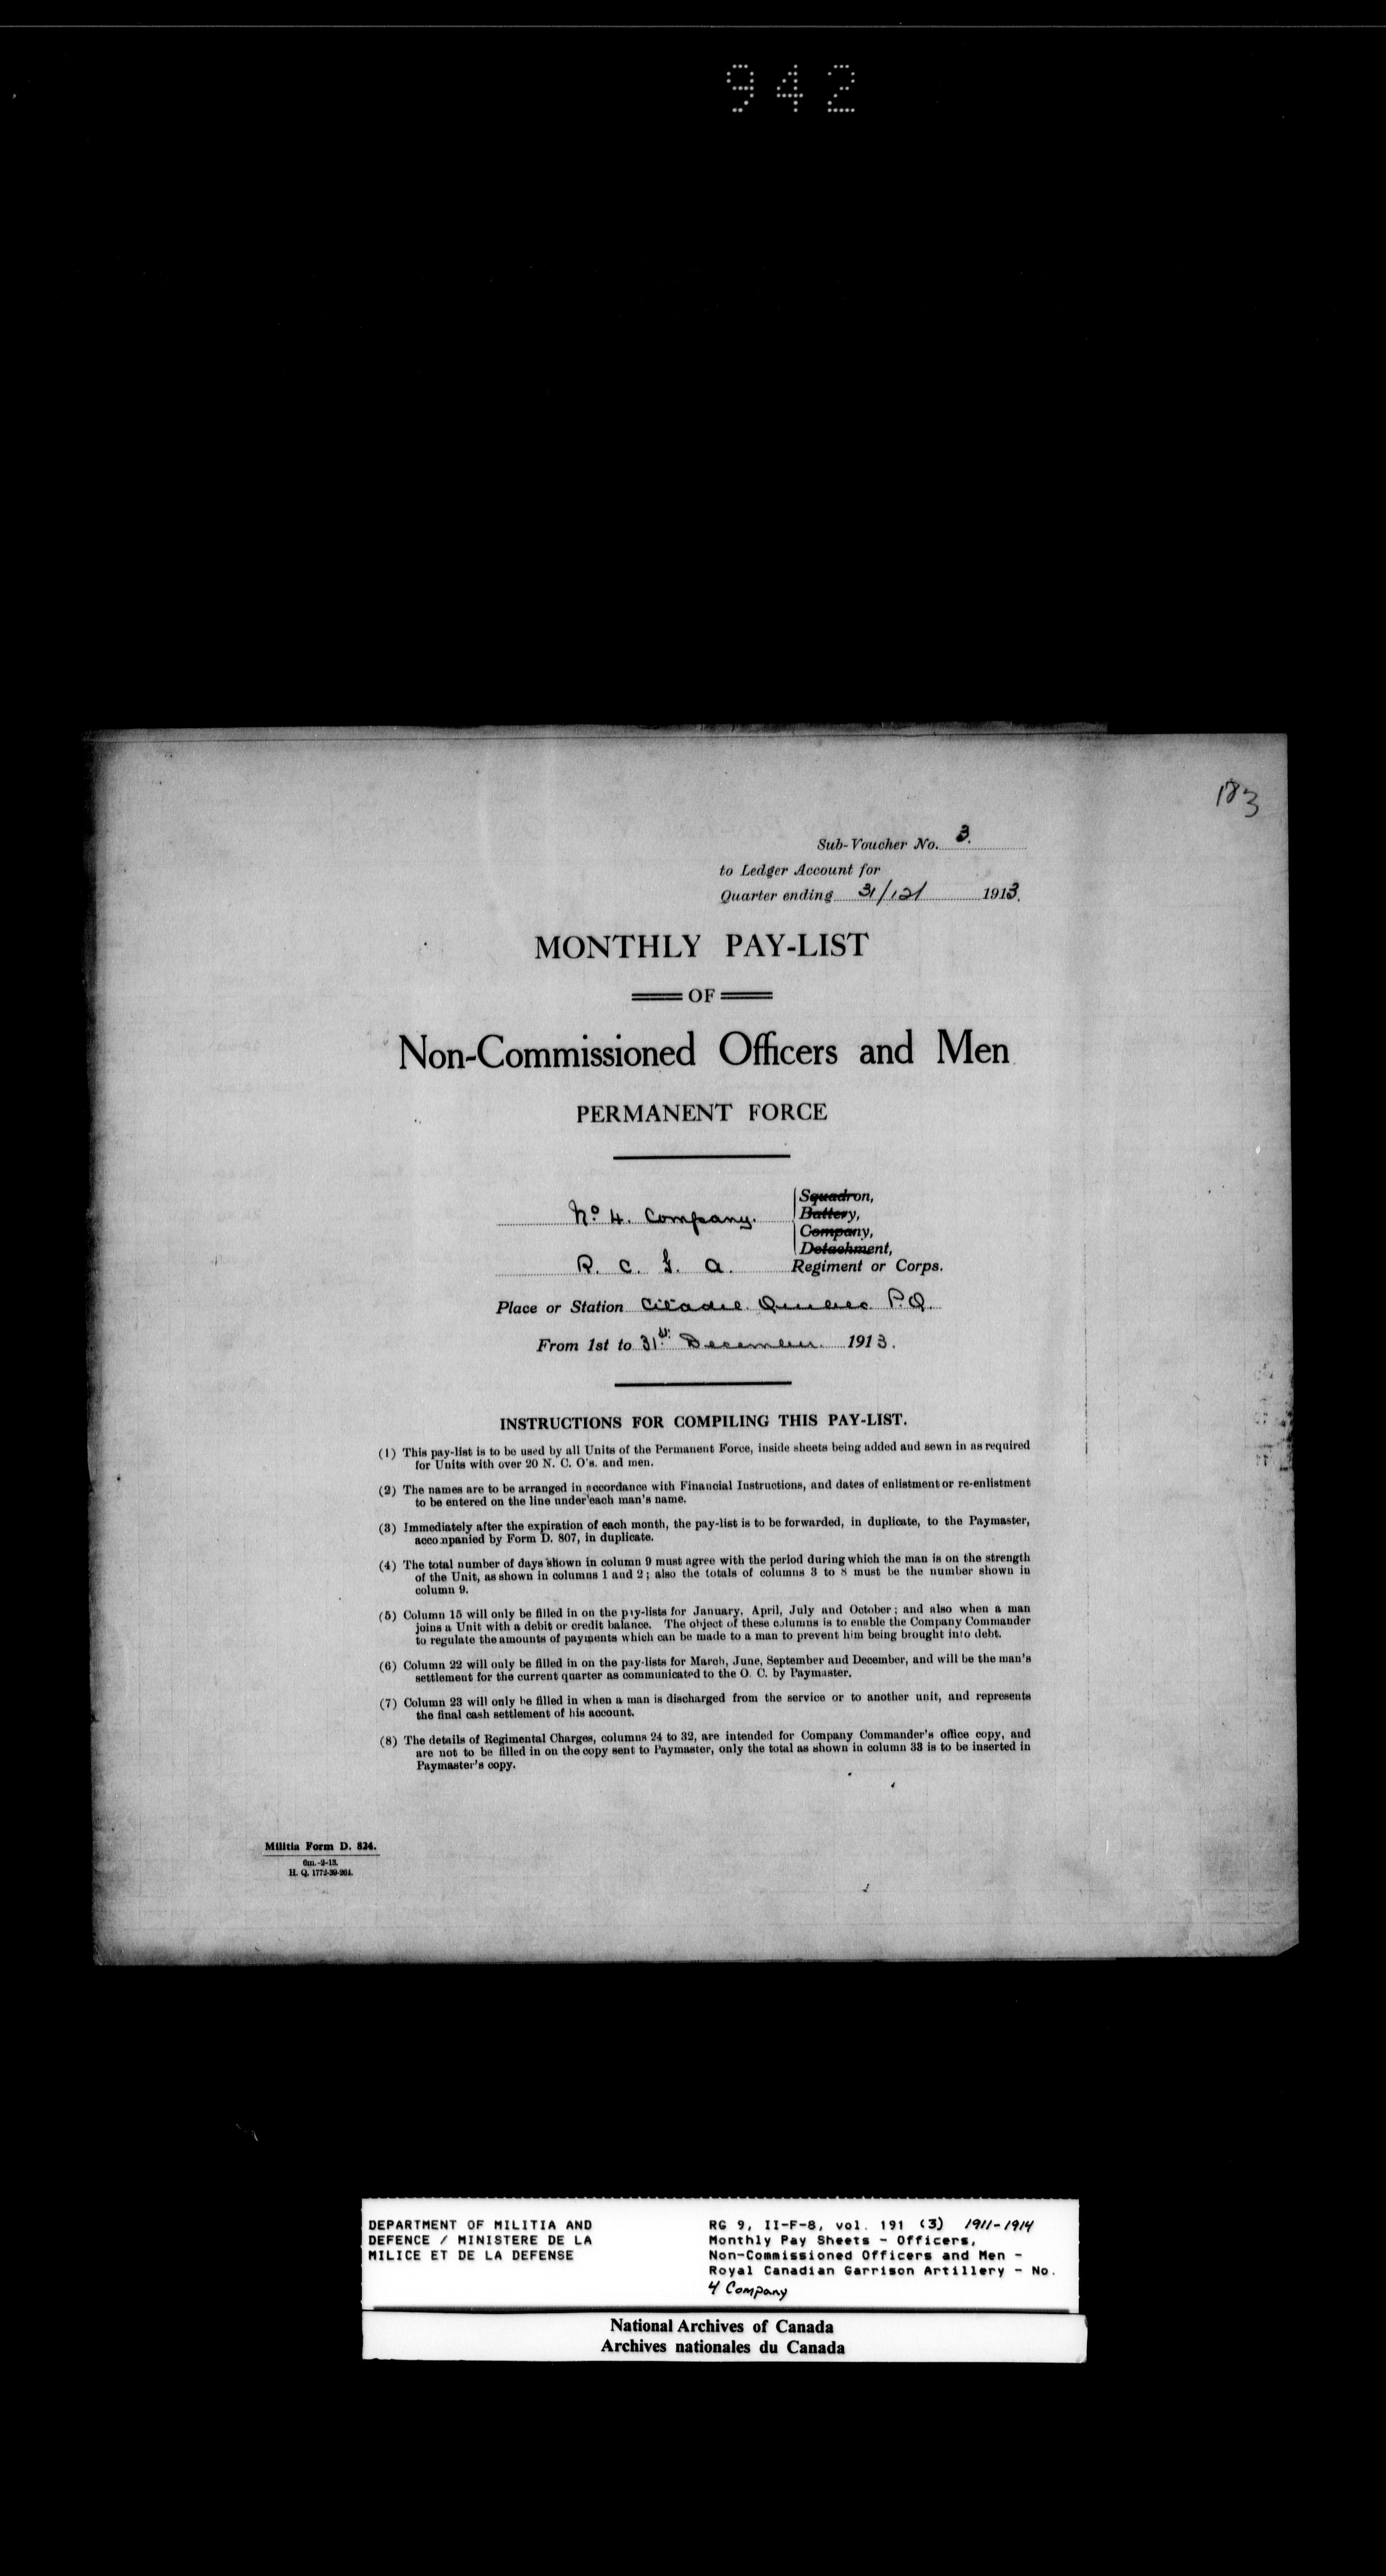 942
183
Sub-Voucher No. 3.
to Ledger Account for
Quarter ending 31/12/ 1913.
MONTHLY PAY-LIST
OF
Non-Commissioned Officers and Men
PERMANENT FORCE
Squadron,
No 4. Company. Battery,
Company,
Detachment,
R. C. G. A. Regiment or Corps.
Place or Station Citadel Quebec P.Q.
From 1st to 31st December 1913.
INSTRUCTIONS FOR COMPILING THIS PAY-LIST.
(1) This pay-list is to be used by all Units of the Permanent Force, inside sheets being added and sewn in as required
for Units with over 20 N. C. O's. and men.
(2) The names are to be arranged in accordance with Financial Instructions, and dates of enlistment or re-enlistment
to be entered on the line under each man's name.
(3) Immediately after the expiration of each month, the pay-list is to be forwarded, in duplicate, to the Paymaster,
accompanied by Form D. 807, in duplicate.
(4) The total number of days shown in column 9 must agree with the period during which the man is on the strength
of the Unit, as shown in columns 1 and 2; also the totals of columns 3 to 8 must be the number shown in
column 9.
(5) Column 15 will only be filled in on the pay-lists for January, April, July and October; and also when a man
joins a Unit with a debit or credit balance. The object of these columns is to enable the Company Commander
to regulate the amounts of payments which can be made to a man to prevent him being brought into debt.
(6) Column 22 will only be filled in on the pay-lists for March, June, September and December, and will be the man's
settlement for the current quarter as communicated to the O. C. by Paymaster.
(7) Column 23 will only be filled in when a man is discharged from the service or to another unit, and represents
the final cash settlement of his account.
(8) The details of Regimental Charges, columns 24 to 32, are intended for Company Commander's office copy, and
are not to be filled in on the copy sent to Paymaster, only the total as shown in column 33 is to be inserted in
Paymaster's copy.
Militia Form D. 824.
6m.-2-13.
H. Q. 1772-39-261.
DEPARTMENT OF MILITIA AND
DEFENCE / MINISTERE DE LA
MILICE ET DE LA DEFENSE
RG 9, II-F-8, vol. 191 (3) 1911-1914
Monthly Pay Sheets - Officers,
Non-Commissioned Officers and Men -
Royal Canadian Garrison Artillery - No.
4 Company
National Archives of Canada
Archives nationales du Canada